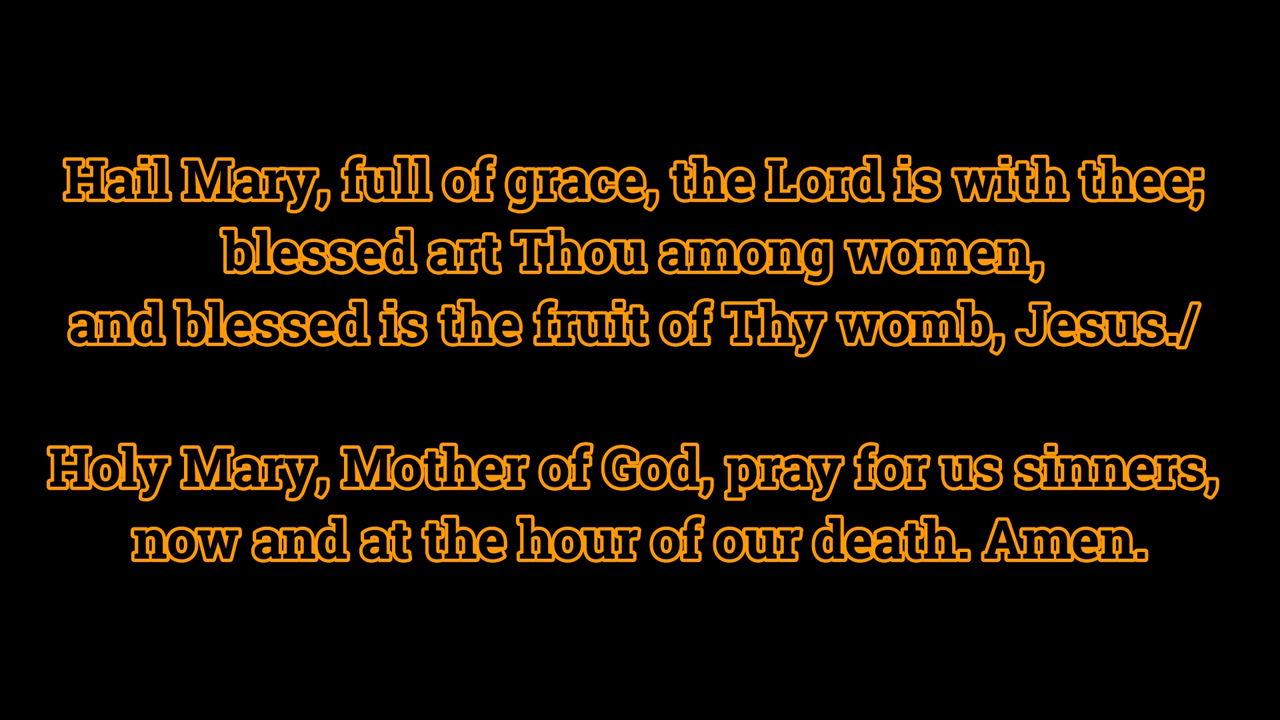 Hail Mary, full of grace, the Lord is with thee;
blessed art Thou among women,
and blessed is the fruit of Thy womb, Jesus./
Holy Mary, Mother of God, pray for us sinners,
now and at the hour of our death. Amen.